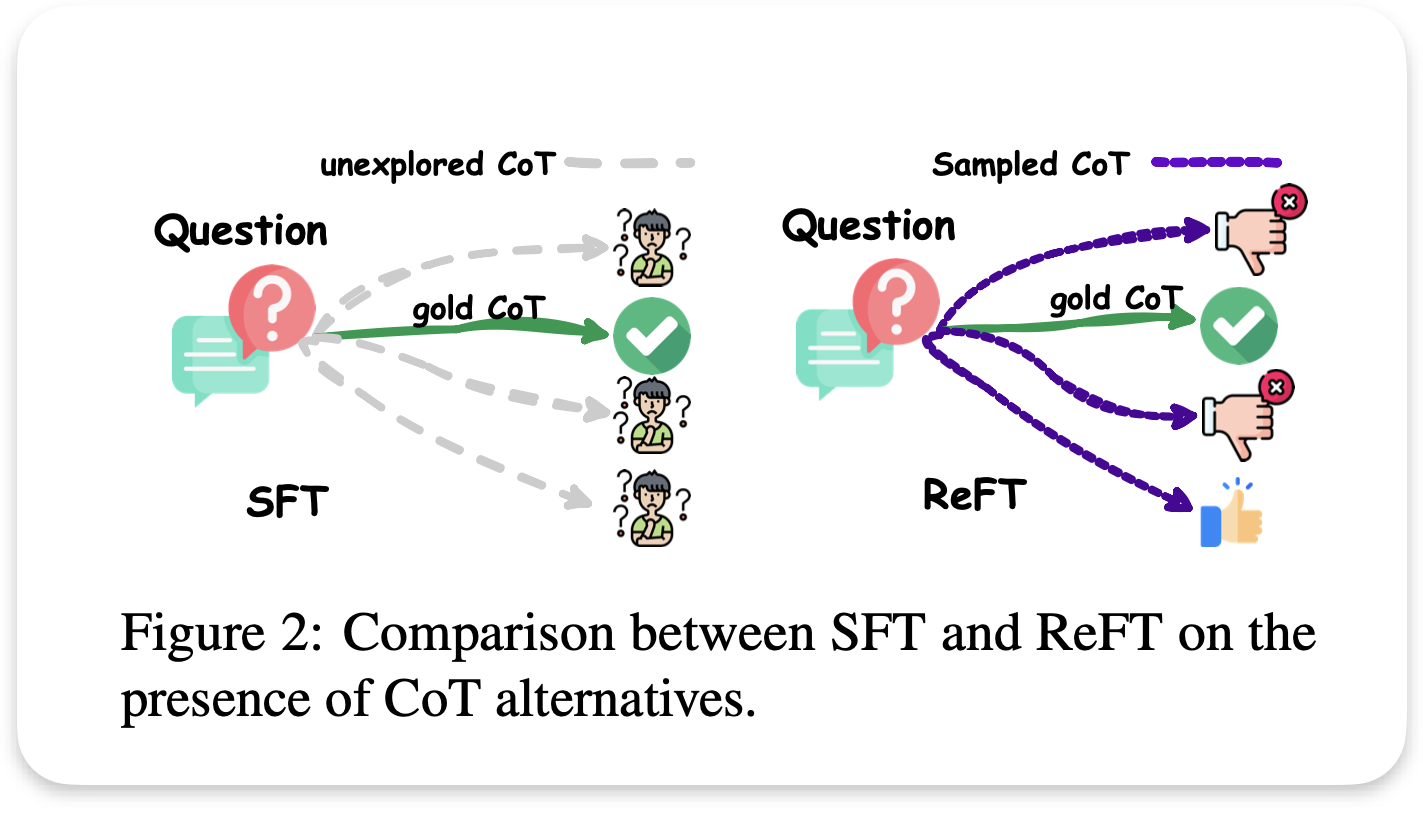 unexplored CoT
Question
gold CoT
SFT
Sampled CoT
Question
gold CoT
ReFT
Figure 2: Comparison between SFT and ReFT on the
presence of CoT alternatives.